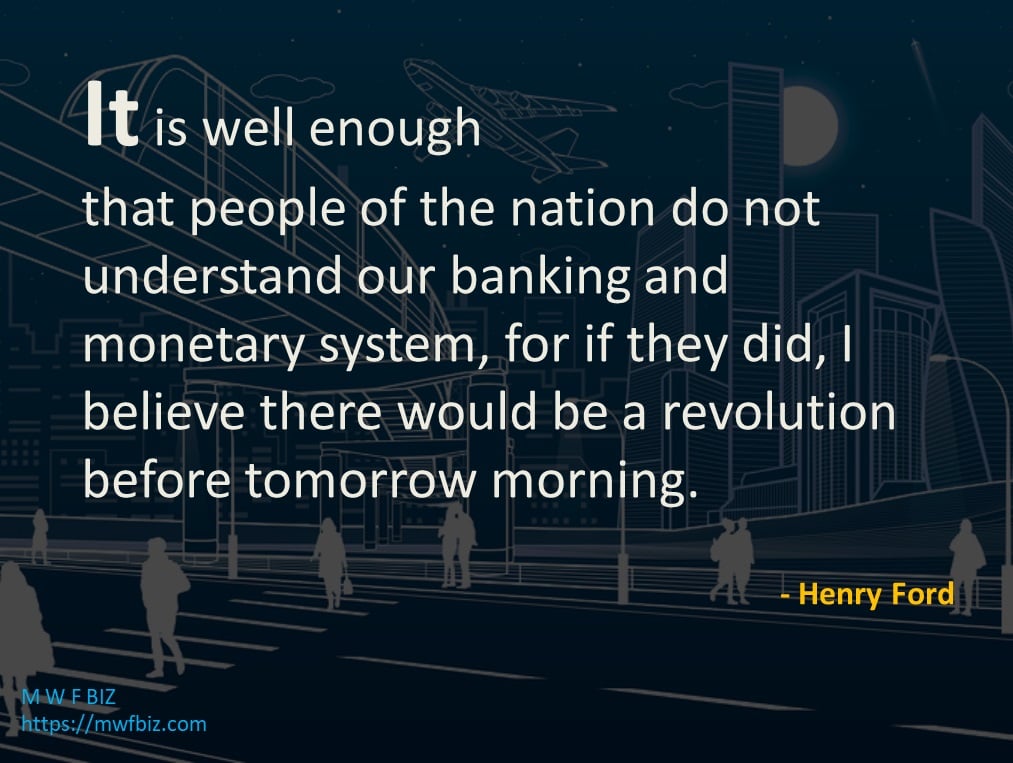 It is well enough
that people of the nation do not
understand our banking and
monetary system, for if they did, I
believe there would be a revolution
before tomorrow morning.
- Henry Ford
M W F BIZ
https://mwfbiz.com